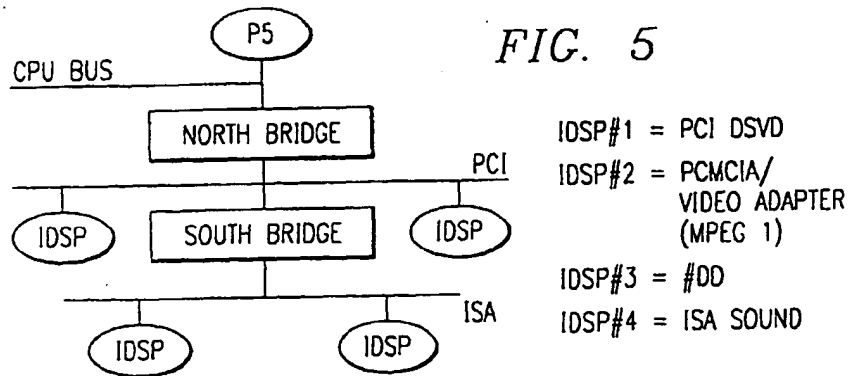 P5
FIG. 5
CPU BUS
NORTH BRIDGE
PCI
IDSP
SOUTH BRIDGE
IDSP
ISA
IDSP
IDSP
IDSP#1 = PCI DSVD
IDSP#2 = PCMCIA/
VIDEO ADAPTER
(MPEG 1)
IDSP#3 = #DD
IDSP#4 = ISA SOUND